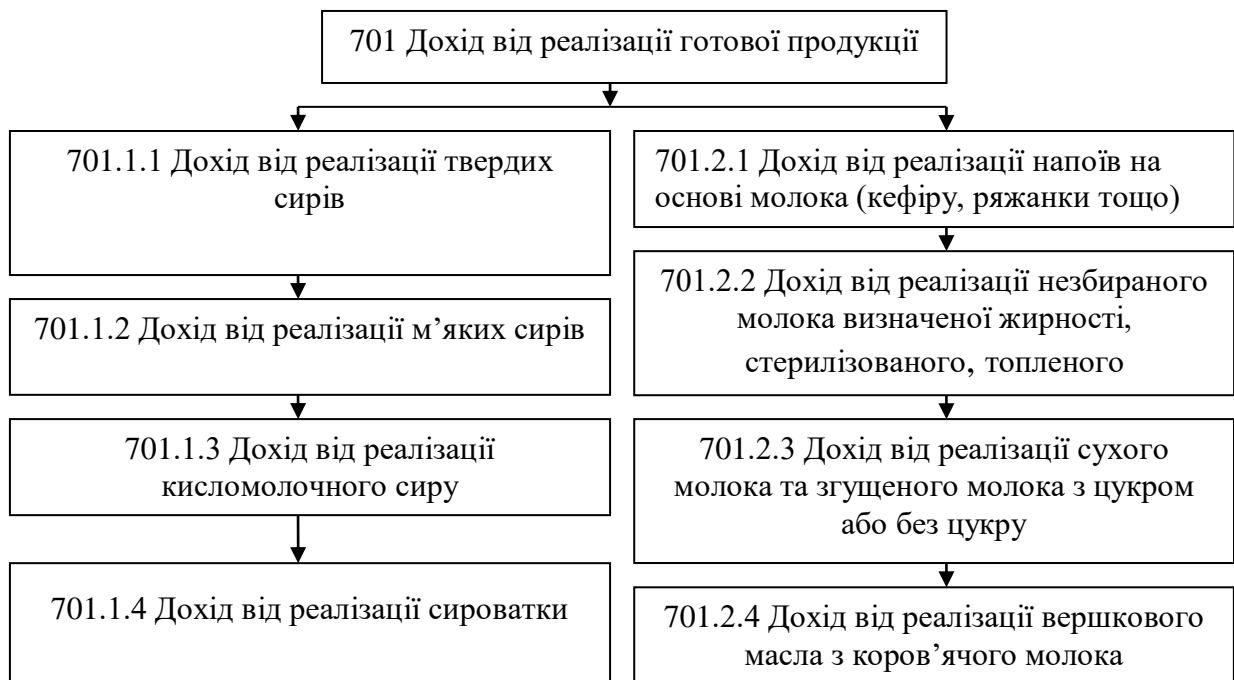 701 Дохід від реалізації готової продукції
701.1.1 Дохід від реалізації твердих
сирів
701.1.2 Дохід від реалізації м’яких сирів
701.1.3 Дохід від реалізації
кисломолочного сиру
701.1.4 Дохід від реалізації сироватки
701.2.1 Дохід від реалізації напоїв на
основі молока (кефіру, ряжанки тощо)
701.2.2 Дохід від реалізації незбираного
молока визначеної жирності,
стерилізованого, топленого
701.2.3 Дохід від реалізації сухого
молока та згущеного молока з цукром
або без цукру
701.2.4 Дохід від реалізації вершкового
масла з коров’ячого молока